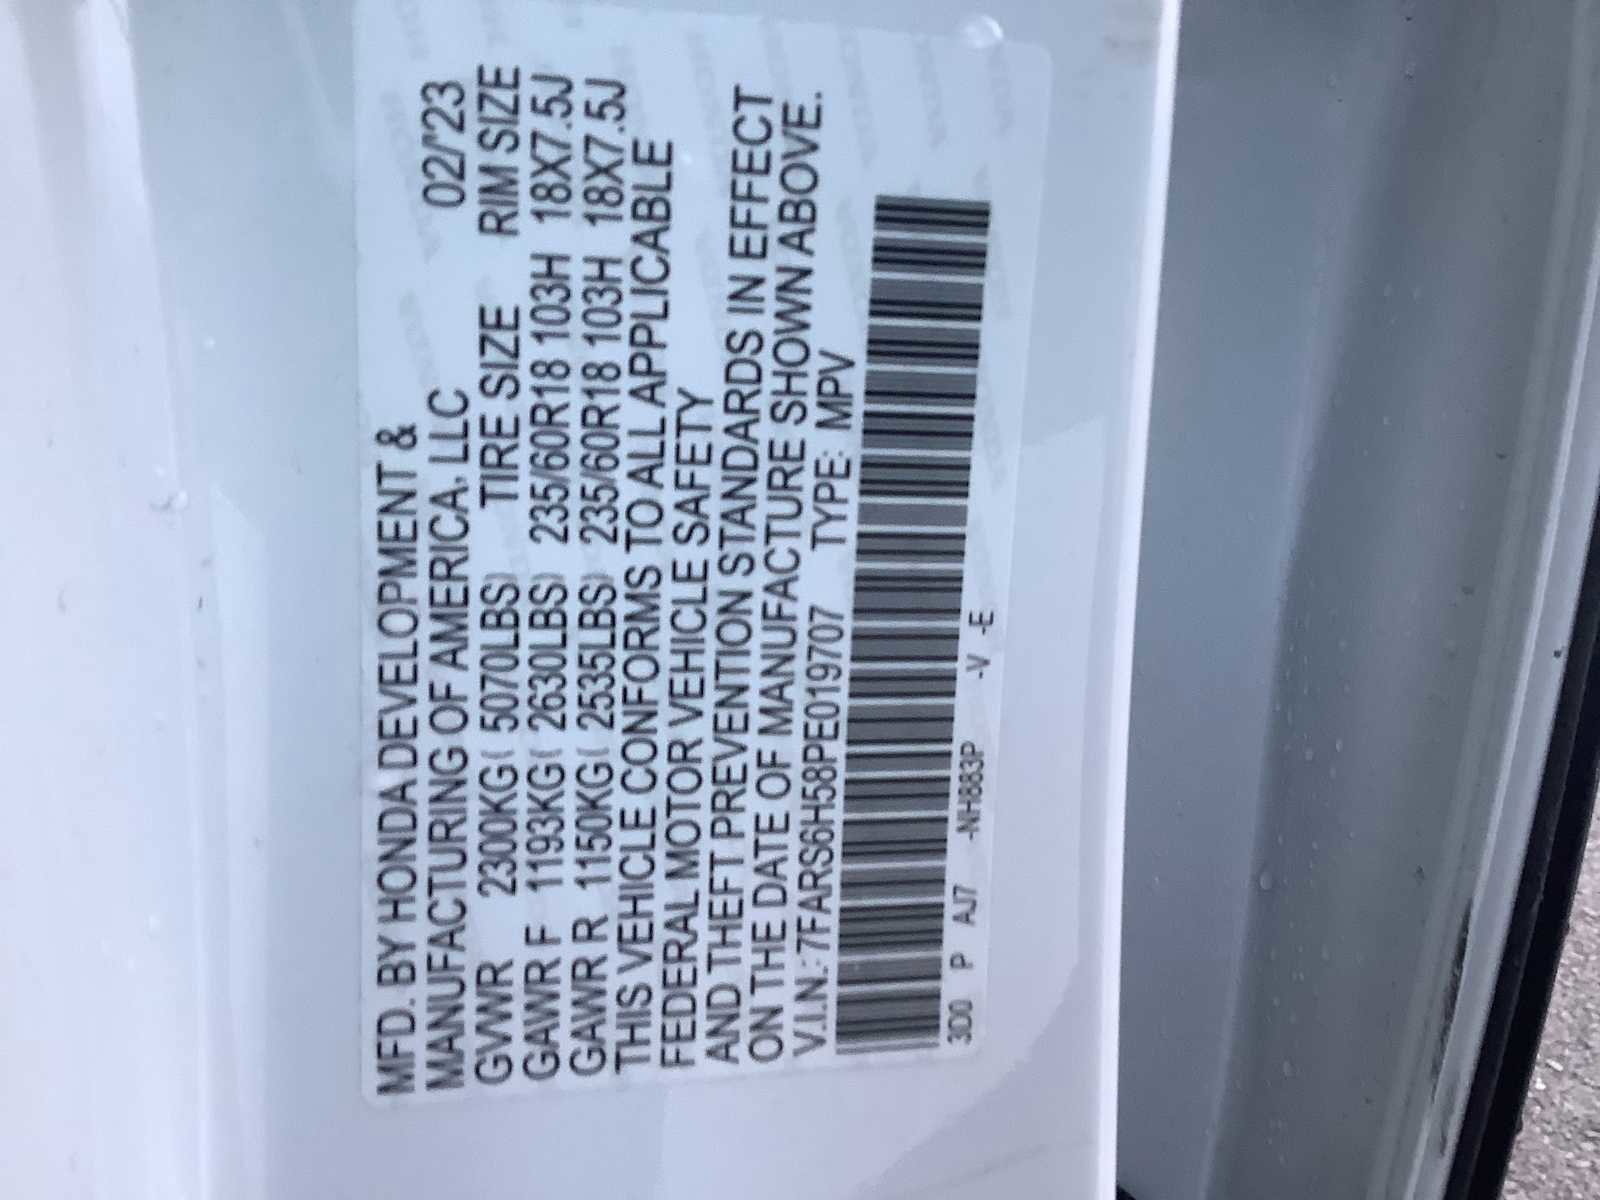 MFD. BY HONDA DEVELOPMENT &
MANUFACTURING OF AMERICA, LLC 02/'23
GVWR 2300KG( 5070LBS) TIRE SIZE RIM SIZE
GAWR F 1193KG( 2630LBS) 235/60R18 103H 18X7.5J
GAWR R 1150KG( 2535LBS) 235/60R18 103H 18X7.5J
THIS VEHICLE CONFORMS TO ALL APPLICABLE
FEDERAL MOTOR VEHICLE SAFETY
AND THEFT PREVENTION STANDARDS IN EFFECT
ON THE DATE OF MANUFACTURE SHOWN ABOVE.
V.I.N.:7FARS6H58PE019707 TYPE: MPV
3D0 P AJ7 -NH883P -V -E